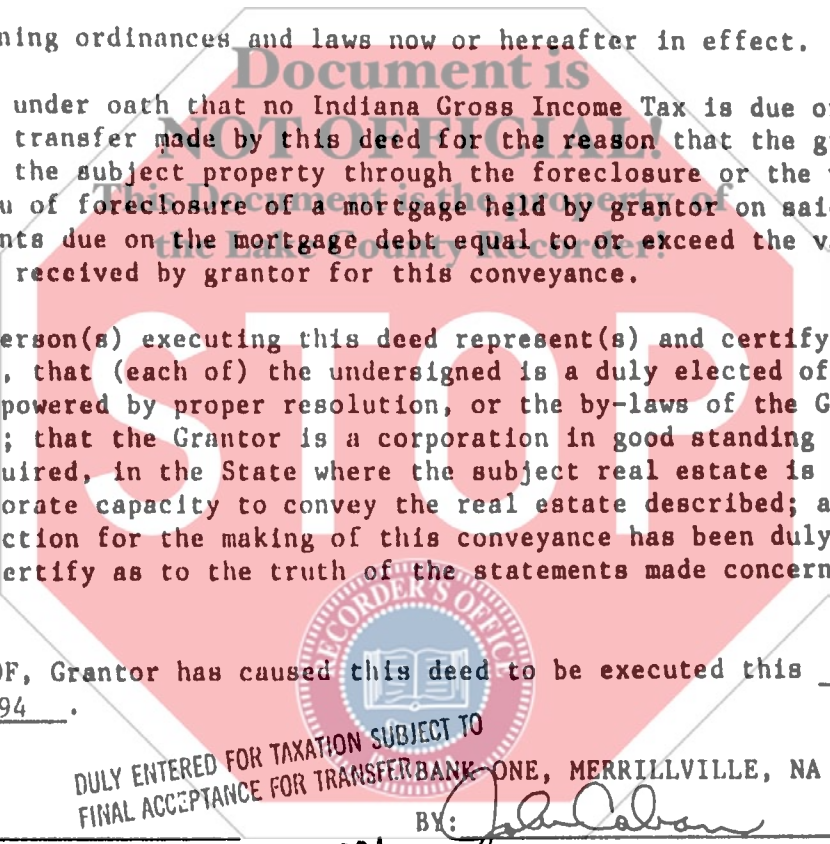 ning ordinances and laws now or hereafter in effect.
Document is
under oath that no Indiana Gross Income Tax is due o
NOT OFFICIAL!
transfer made by this deed for the reason that the g
the subject property through the foreclosure or the
This Document is the property of
u of foreclosure of a mortgage held by grantor on sai
nts due on the mortgage debt equal to or exceed the v
the Lake County Recorder!
received by grantor for this conveyance.
STOP
erson(s) executing this deed represent(s) and certify
, that (each of) the undersigned is a duly elected of
powered by proper resolution, or the by-laws of the G
; that the Grantor is a corporation in good standing
uired, in the State where the subject real estate is
orate capacity to convey the real estate described; a
ction for the making of this conveyance has been duly
ertify as to the truth of the statements made concern
RECORDER'S OFFICE
OF, Grantor has caused this deed to be executed this
94 .
DULY ENTERED FOR TAXATION SUBJECT TO
FINAL ACCEPTANCE FOR TRANSFER
BANK ONE, MERRILLVILLE, NA
BY: